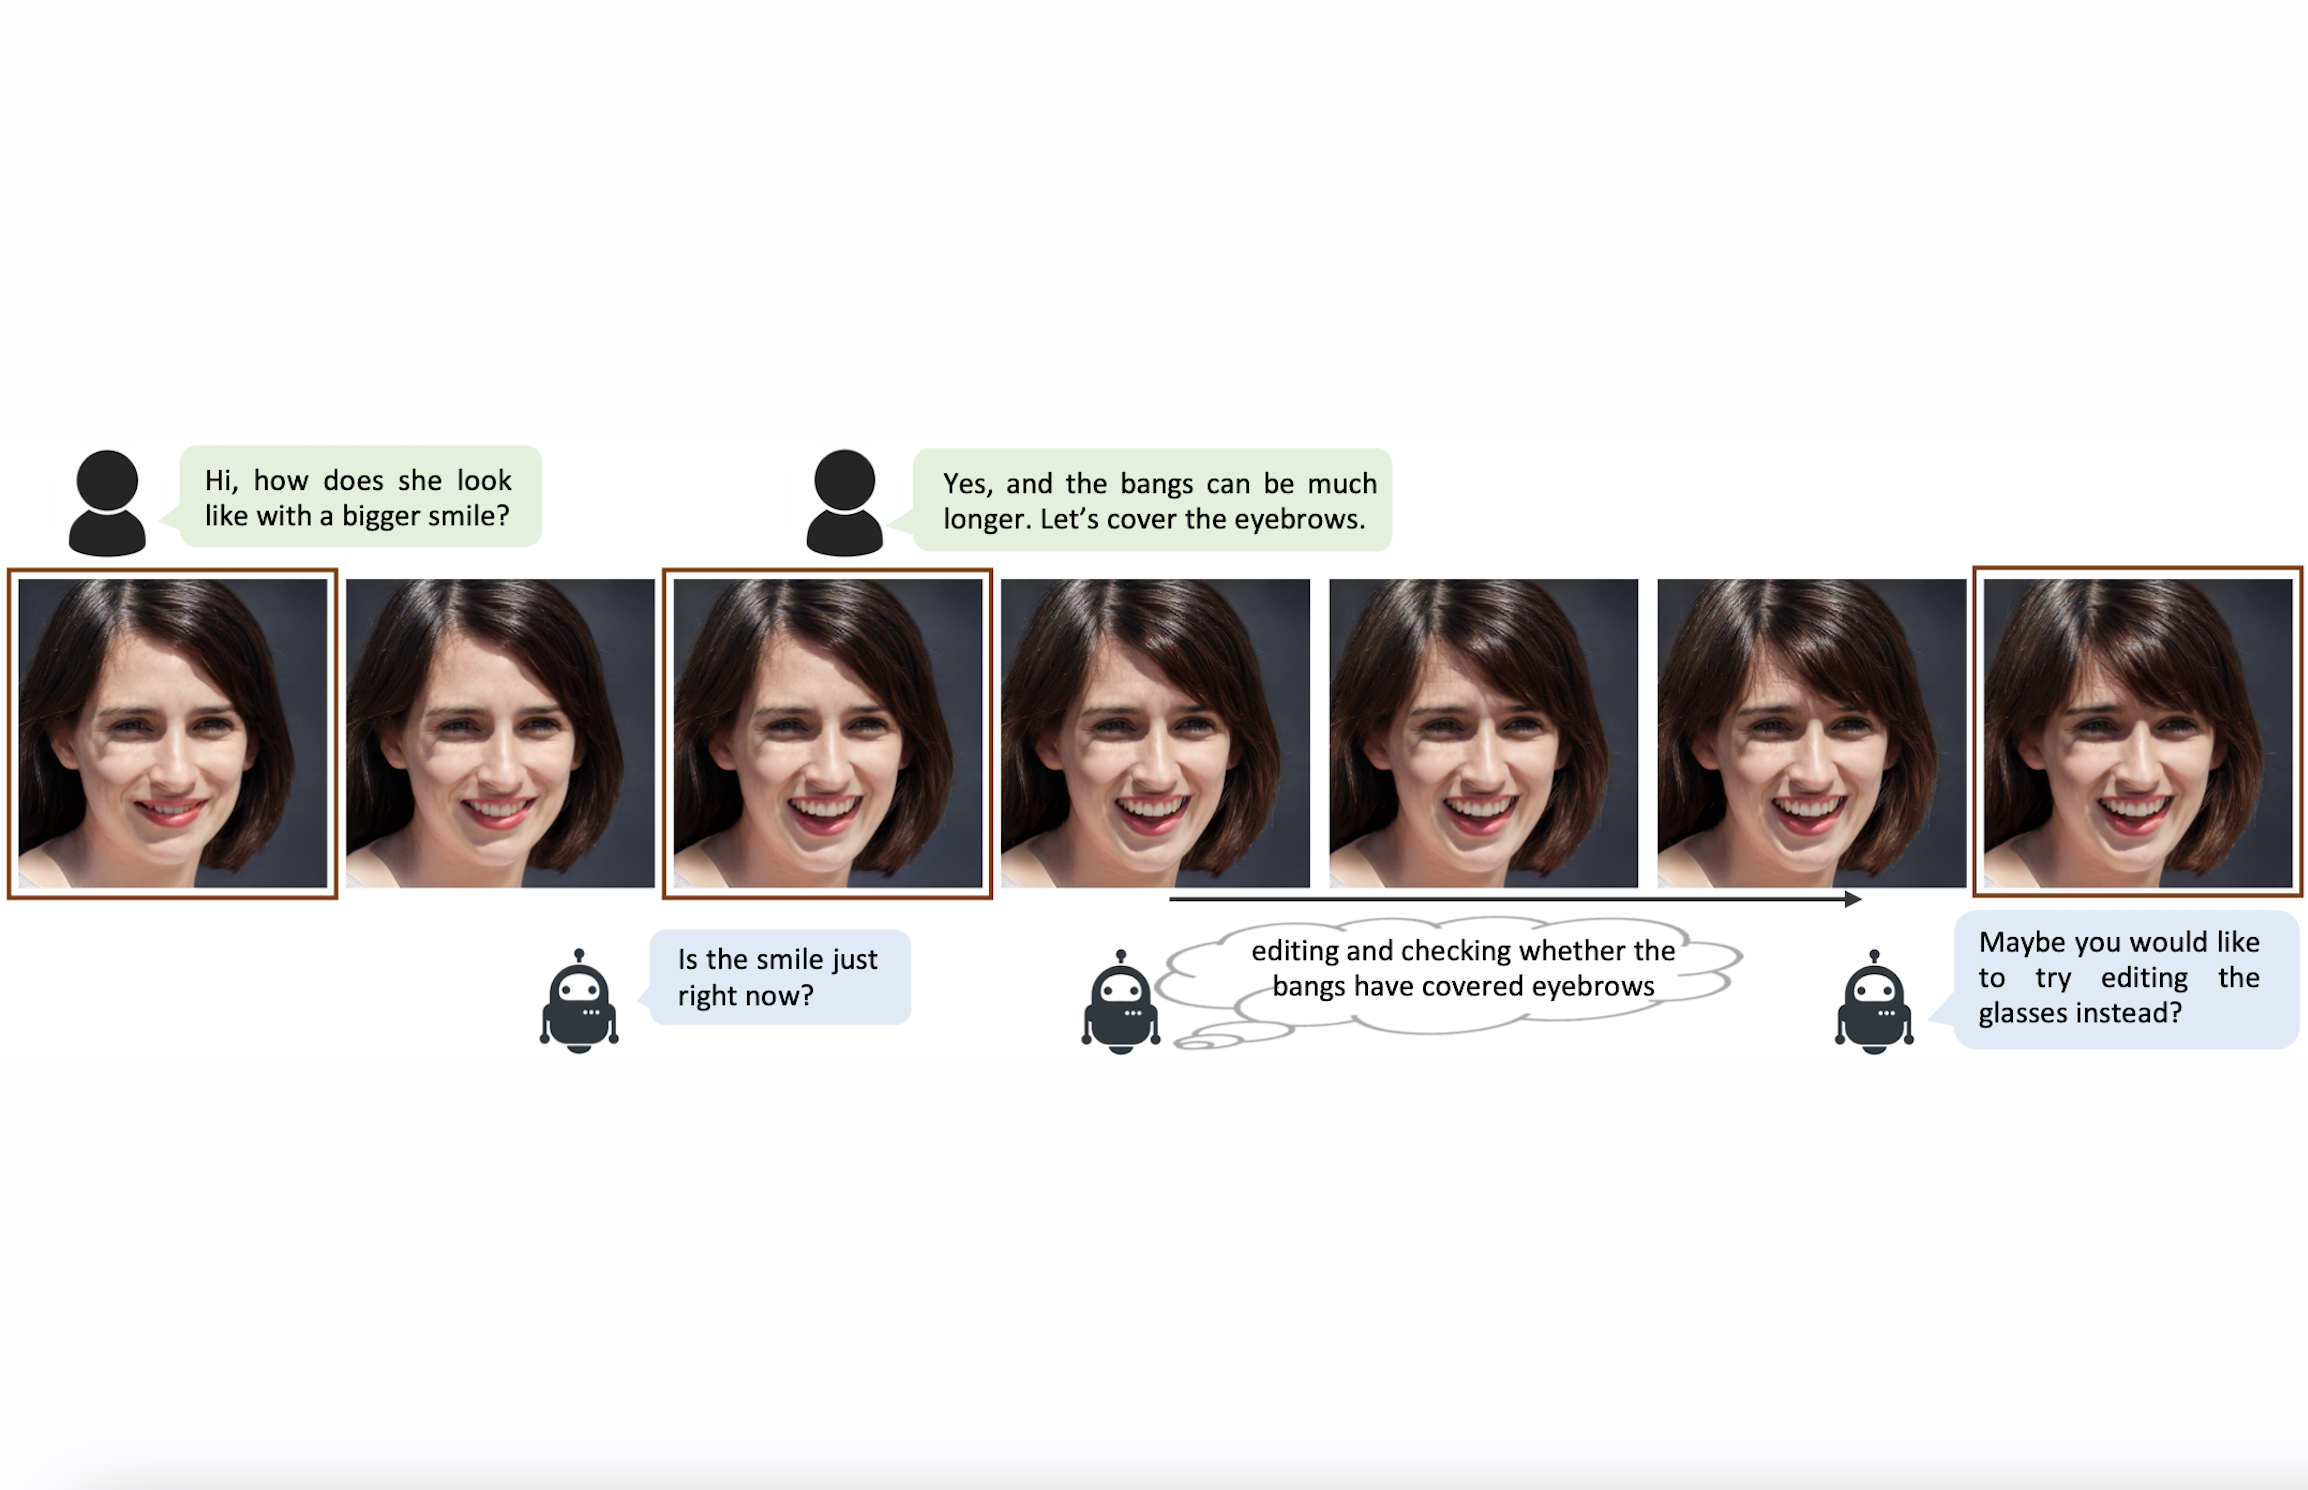 Hi, how does she look
like with a bigger smile?
Yes, and the bangs can be much
longer. Let’s cover the eyebrows.
Is the smile just
right now?
editing and checking whether the
bangs have covered eyebrows
Maybe you would like
to try editing the
glasses instead?